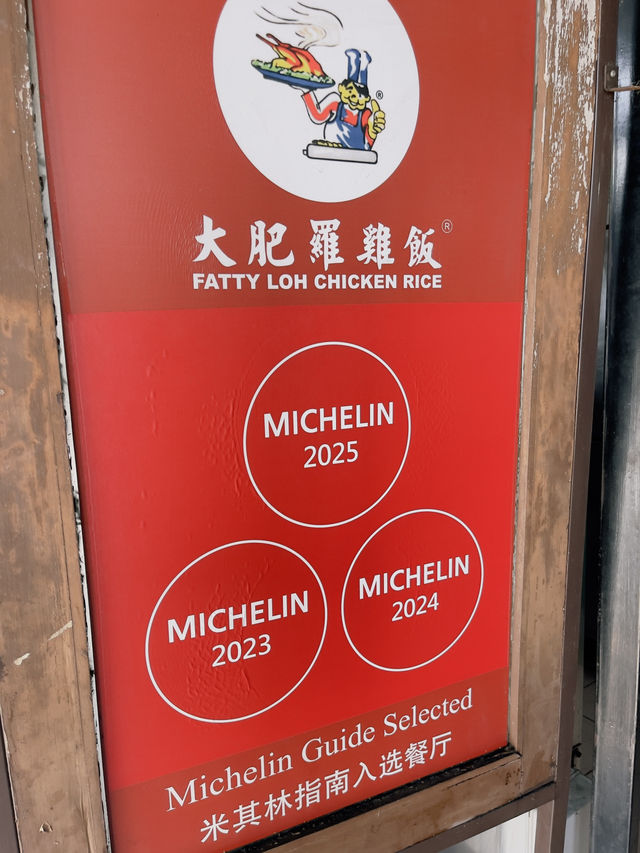 ®
大肥羅雞飯®
FATTY LOH CHICKEN RICE
MICHELIN
2025
MICHELIN
2024
MICHELIN
2023
Michelin Guide Selected
米其林指南入选餐厅